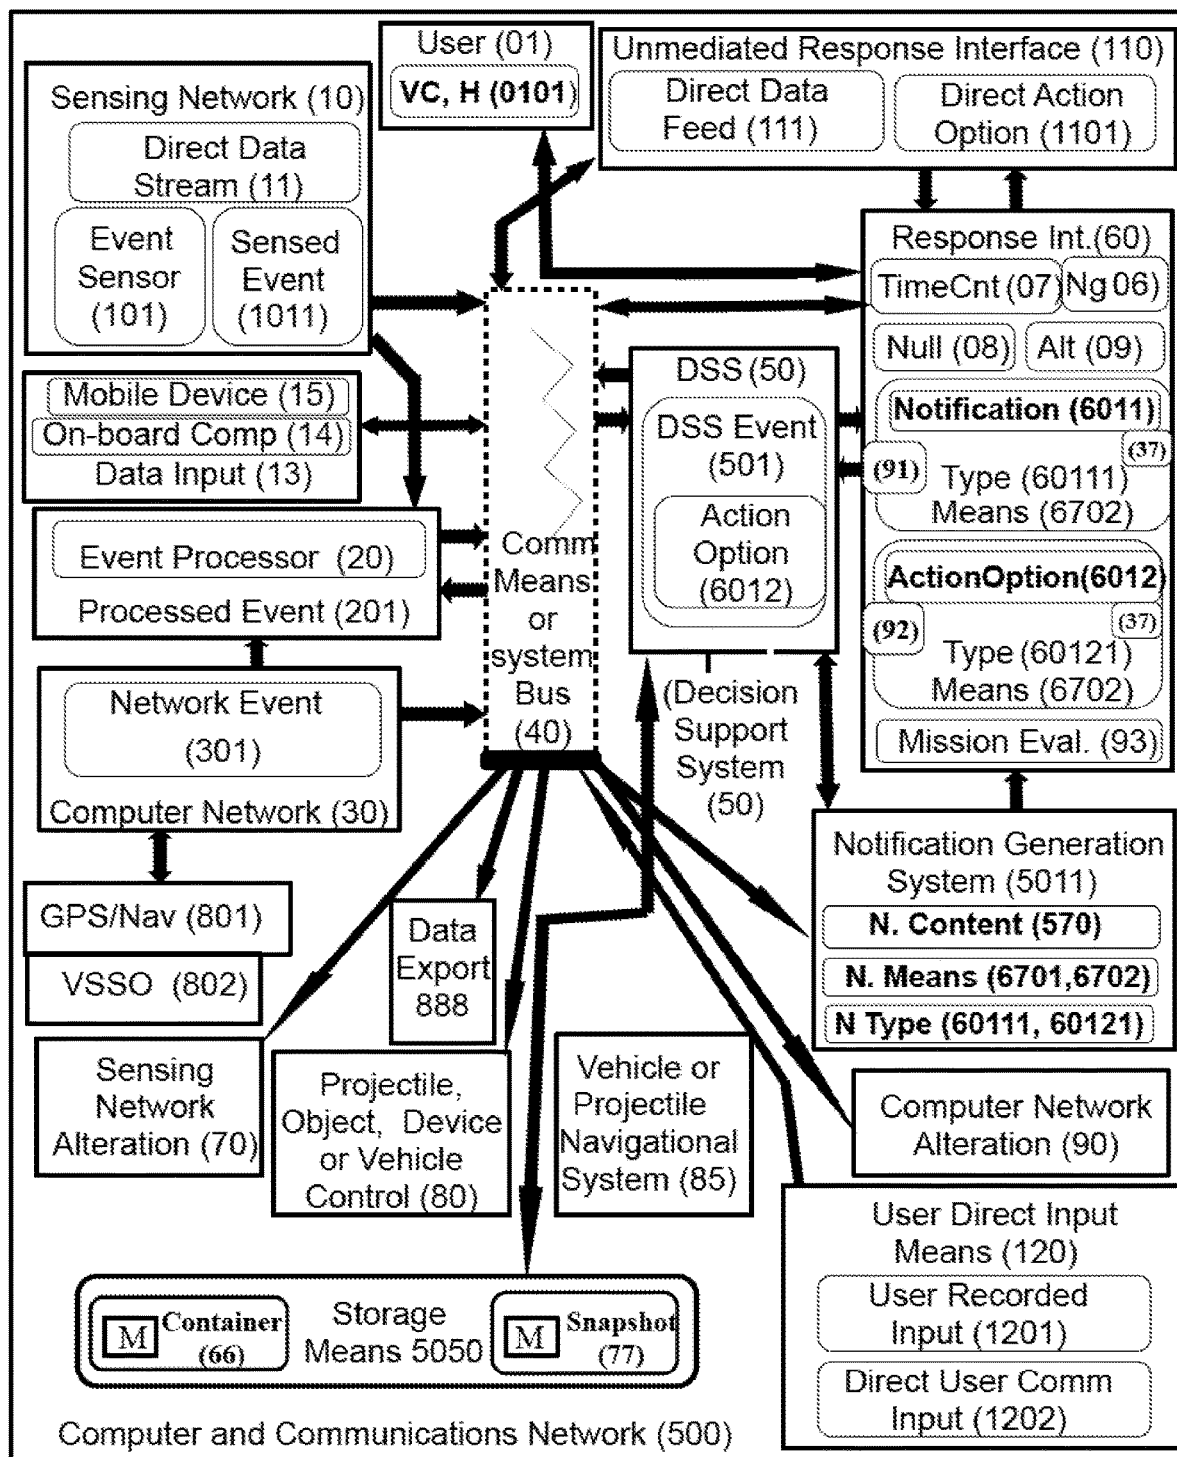 User (01)
VC, H (0101)
Unmediated Response Interface (110)
Direct Data
Feed (111)
Direct Action
Option (1101)
Sensing Network (10)
Direct Data
Stream (11)
Event
Sensor
(101)
Sensed
Event
(1011)
Response Int.(60)
TimeCnt (07)
Ng 06)
Null (08)
Alt (09)
Notification (6011)
(37)
(91)
Type (60111)
Means (6702)
ActionOption(6012)
(37)
(92)
Type (60121)
Means (6702)
Mission Eval. (93)
Mobile Device (15)
On-board Comp (14)
Data Input (13)
DSS (50)
DSS Event
(501)
Action
Option
(6012)
Event Processor (20)
Processed Event (201)
Comm
Means
or
system
Bus
(40)
(Decision
Support
System
(50)
Network Event
(301)
Computer Network (30)
Notification Generation
System (5011)
N. Content (570)
N. Means (6701,6702)
N Type (60111, 60121)
GPS/Nav (801)
VSSO (802)
Data
Export
888
Sensing
Network
Alteration (70)
Projectile,
Object, Device
or Vehicle
Control (80)
Vehicle or
Projectile
Navigational
System (85)
Computer Network
Alteration (90)
User Direct Input
Means (120)
User Recorded
Input (1201)
Direct User Comm
Input (1202)
M
Container
(66)
Storage
Means 5050
M
Snapshot
(77)
Computer and Communications Network (500)